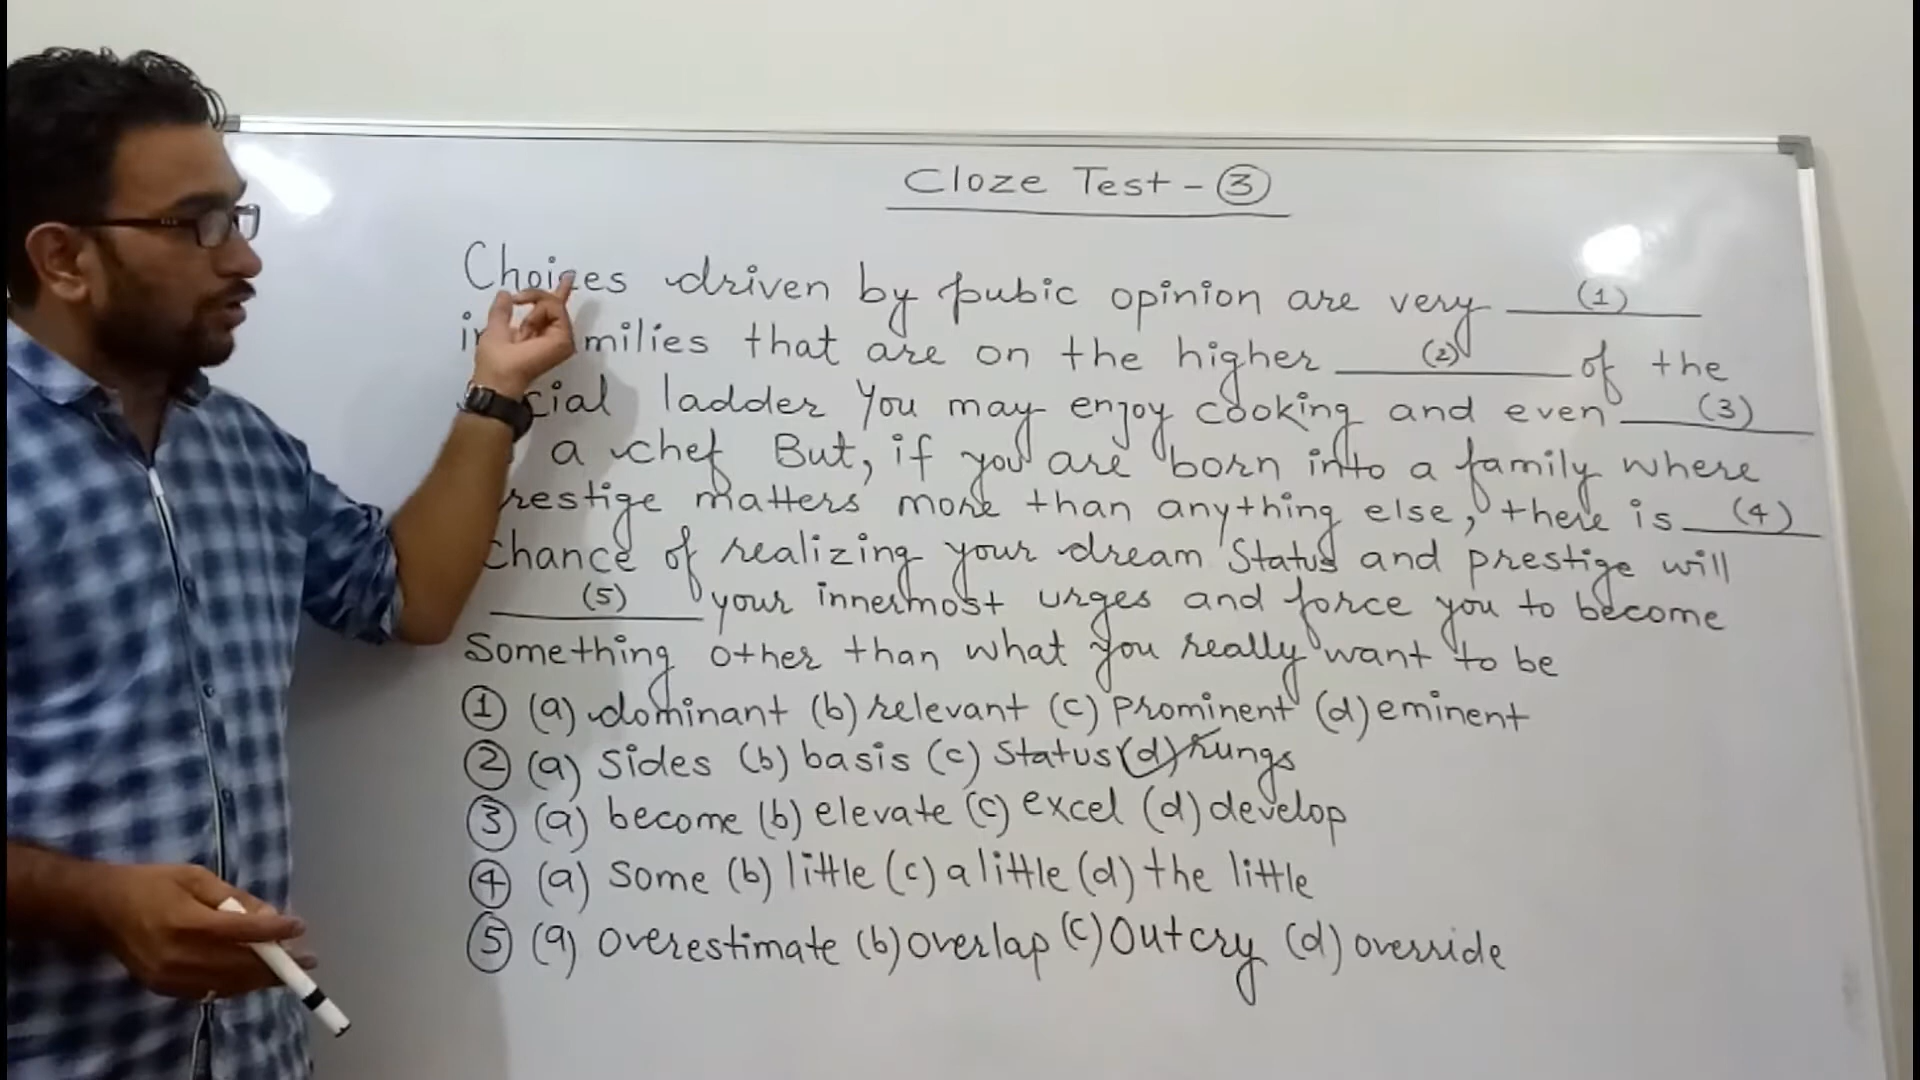 Cloze Test - 3
Choices driven by pubic opinion are very (1)
milies that are on the higher (2) of the
cial ladder You may enjoy cooking and even (3)
a chef But, if you are born into a family where
restige matters more than anything else, there is (4)
chance of realizing your dream Status and prestige will
(5) your innermost urges and force you to become
Something other than what you really want to be
1 (a) dominant (b) relevant (c) Prominent (d) eminent
2 (a) Sides (b) basis (c) Status (d) rungs
3 (a) become (b) elevate (c) excel (d) develop
4 (a) Some (b) little (c) a little (d) the little
5 (a) overestimate (b) overlap (c) Outcry (d) override